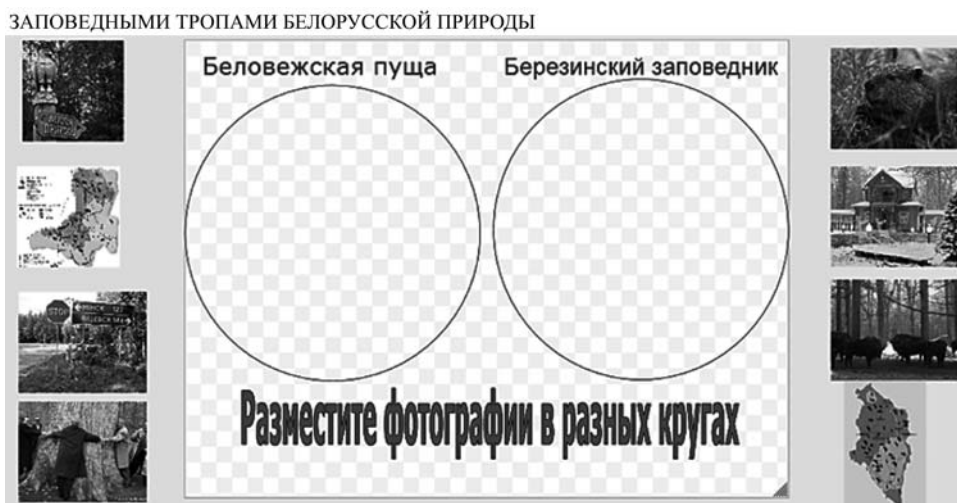 ЗАПОВЕДНЫМИ ТРОПАМИ БЕЛОРУССКОЙ ПРИРОДЫ
Беловежская пуща
Березинский заповедник
STOP
Разместите фотографии в разных кругах